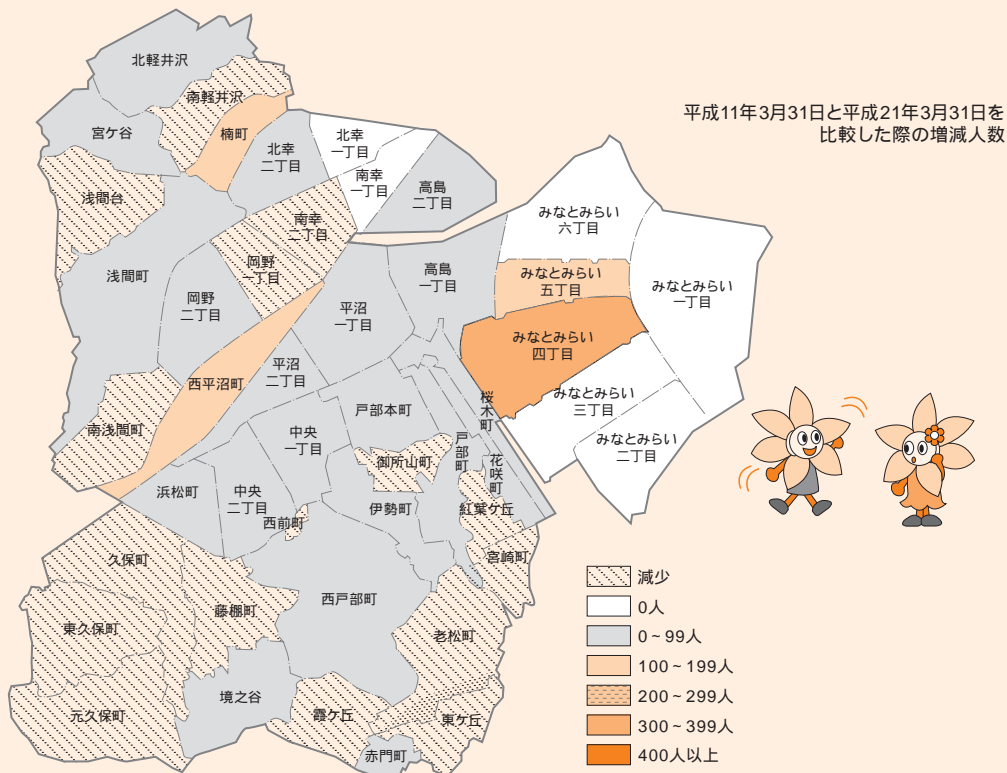 平成11年3月31日と平成21年3月31日を
比較した際の増減人数
北軽井沢
南軽井沢
宮ケ谷
楠町
北幸
二丁目
北幸
一丁目
南幸
一丁目
高島
二丁目
浅間台
南幸
二丁目
みなとみらい
六丁目
浅間町
岡野
一丁目
高島
一丁目
みなとみらい
五丁目
みなとみらい
一丁目
岡野
二丁目
平沼
一丁目
みなとみらい
四丁目
西平沼町
平沼
二丁目
みなとみらい
三丁目
桜木町
戸部本町
南浅間町
中央
一丁目
戸部町
みなとみらい
二丁目
御所山町
花咲町
浜松町
中央
二丁目
西前町
伊勢町
紅葉ケ丘
久保町
宮崎町
藤棚町
西戸部町
東久保町
老松町
境之谷
元久保町
霞ケ丘
東ケ丘
赤門町
減少
0人
0~99人
100~199人
200~299人
300~399人
400人以上